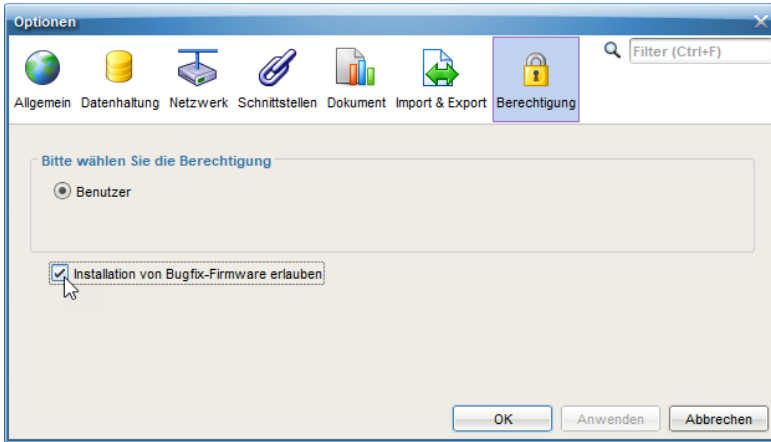 Optionen
Filter (Ctrl+F)
Allgemein Datenhaltung Netzwerk Schnittstellen Dokument Import & Export Berechtigung
Bitte wählen Sie die Berechtigung
Benutzer
Installation von Bugfix-Firmware erlauben
OK Anwenden Abbrechen